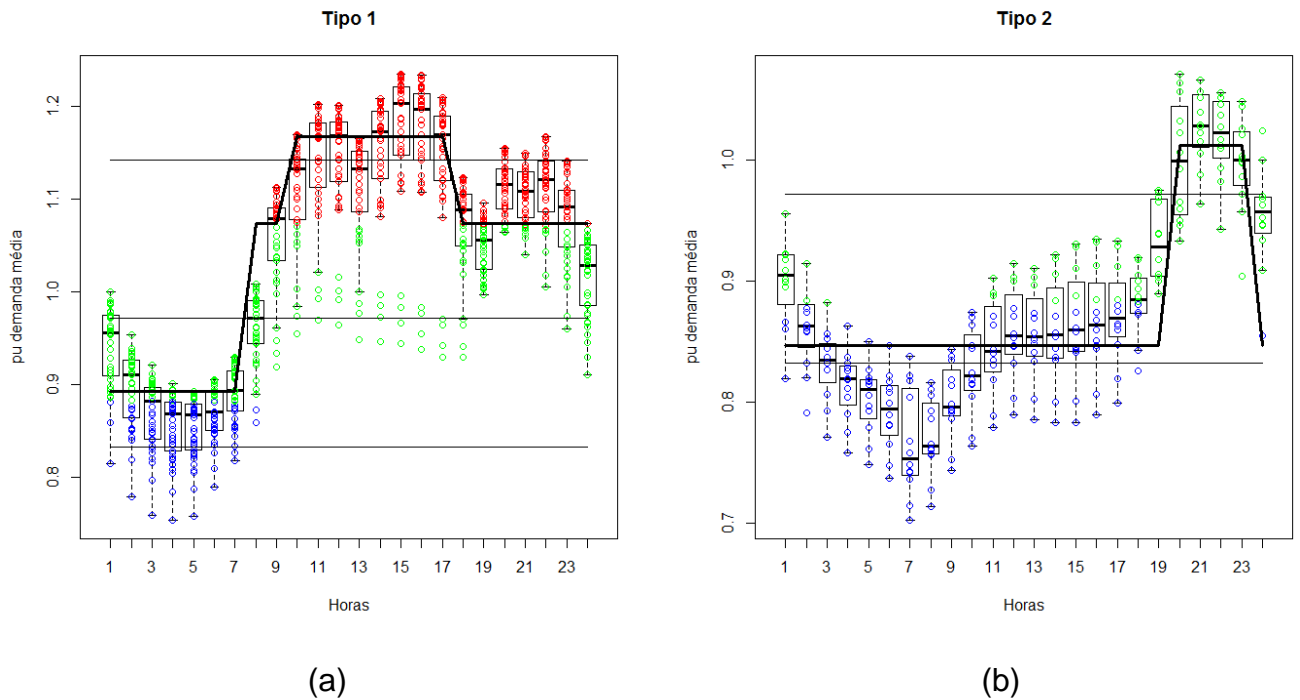 Tipo 1
pu demanda média
0.8 0.9 1.0 1.1 1.2
1 3 5 7 9 11 13 15 17 19 21 23
Horas
(a)
Tipo 2
pu demanda média
0.7 0.8 0.9 1.0
1 3 5 7 9 11 13 15 17 19 21 23
Horas
(b)